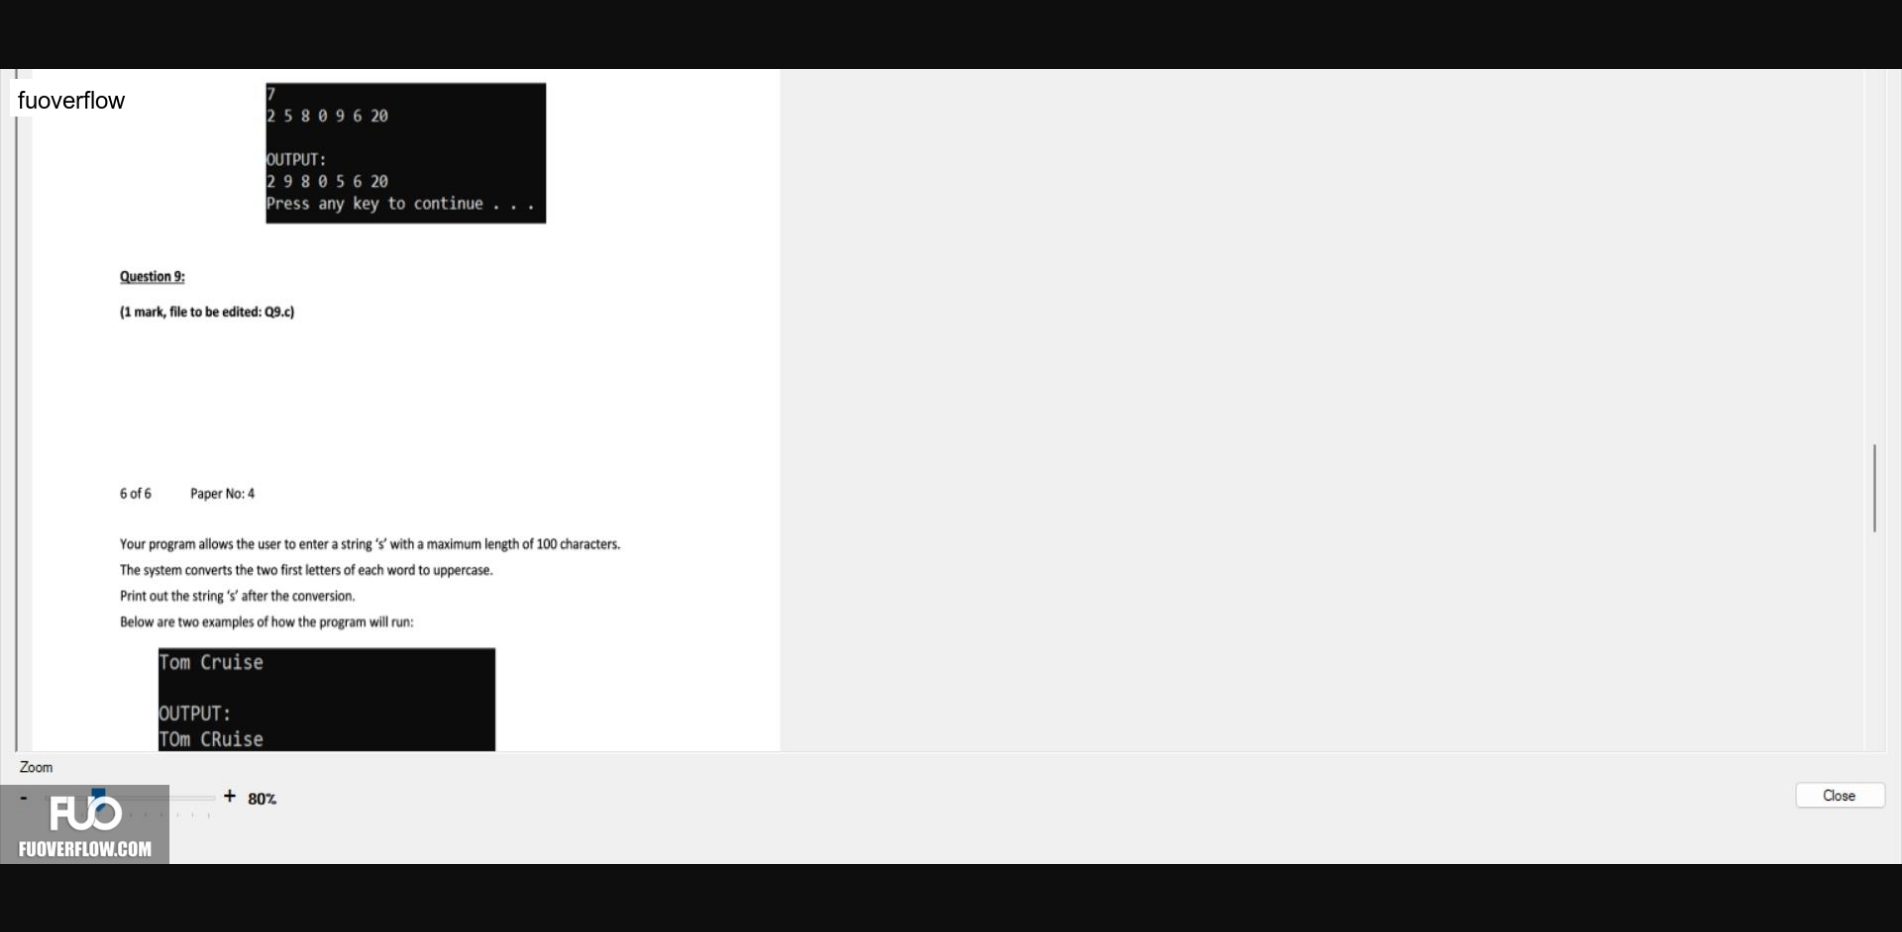 fuoverflow
7
2 5 8 0 9 6 20
OUTPUT:
2 9 8 0 5 6 20
Press any key to continue . . .
Question 9:
(1 mark, file to be edited: Q9.c)
6 of 6 Paper No: 4
Your program allows the user to enter a string ‘s’ with a maximum length of 100 characters.
The system converts the two first letters of each word to uppercase.
Print out the string ‘s’ after the conversion.
Below are two examples of how the program will run:
Tom Cruise
OUTPUT:
TOm CRuise
Zoom
- + 80%
Close
FUO
FUOVERFLOW.COM